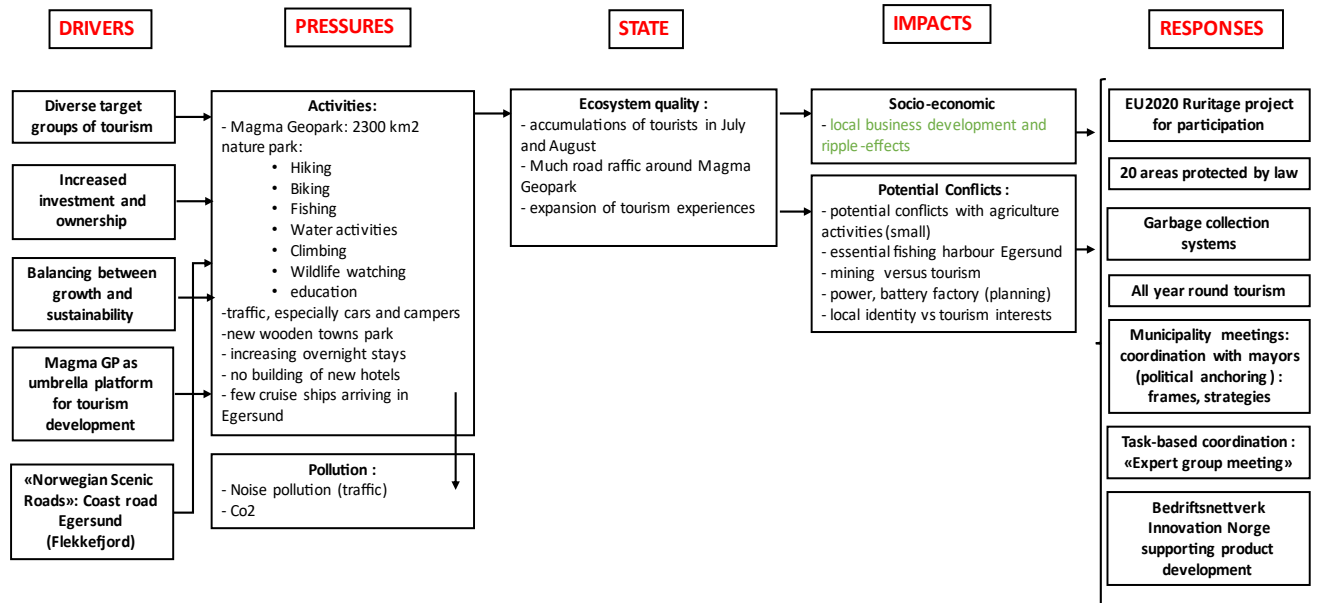 DRIVERS
PRESSURES
STATE
IMPACTS
RESPONSES
Diverse target
groups of tourism
Increased
investment and
ownership
Balancing between
growth and
sustainability
Magma GP as
umbrella platform
for tourism
development
«Norwegian Scenic
Roads»: Coast road
Egersund
(Flekkefjord)
Activities:
- Magma Geopark: 2300 km2
nature park:
• Hiking
• Biking
• Fishing
• Water activities
• Climbing
• Wildlife watching
• education
-traffic, especially cars and campers
-new wooden towns park
- increasing overnight stays
- no building of new hotels
- few cruise ships arriving in
Egersund
Pollution :
- Noise pollution (traffic)
- Co2
Ecosystem quality :
- accumulations of tourists in July
and August
- Much road raffic around Magma
Geopark
- expansion of tourism experiences
Socio-economic
- local business development and
ripple-effects
Potential Conflicts :
- potential conflicts with agriculture
activities (small)
- essential fishing harbour Egersund
- mining versus tourism
- power, battery factory (planning)
- local identity vs tourism interests
EU2020 Ruritage project
for participation
20 areas protected by law
Garbage collection
systems
All year round tourism
Municipality meetings:
coordination with mayors
(political anchoring) :
frames, strategies
Task-based coordination :
«Expert group meeting»
Bedriftsnettverk
Innovation Norge
supporting product
development